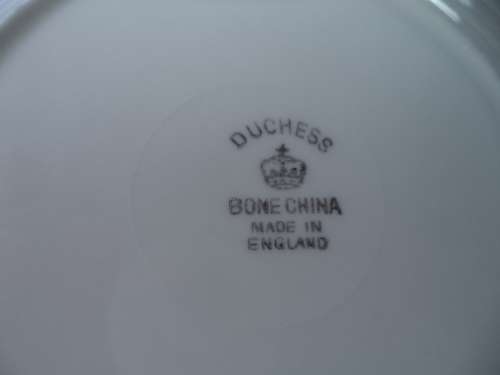 DUCHESS
BONE CHINA
MADE IN
ENGLAND